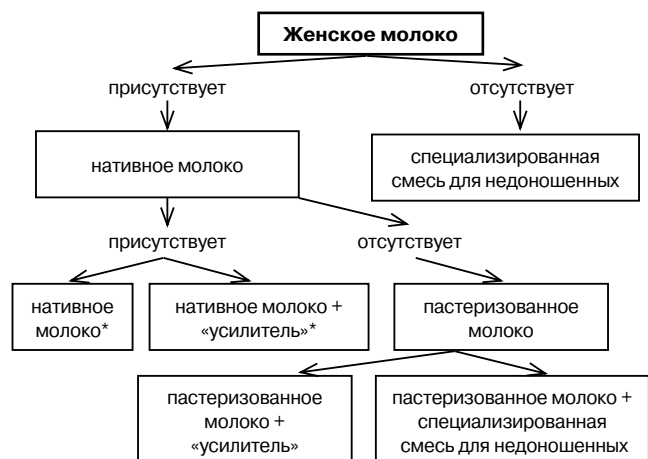 Женское молоко
присутствует
отсутствует
нативное молоко
специализированная
смесь для недоношенных
присутствует
отсутствует
нативное
молоко*
нативное молоко +
«усилитель»*
пастеризованное
молоко
пастеризованное
молоко +
«усилитель»
пастеризованное молоко +
специализированная
смесь для недоношенных